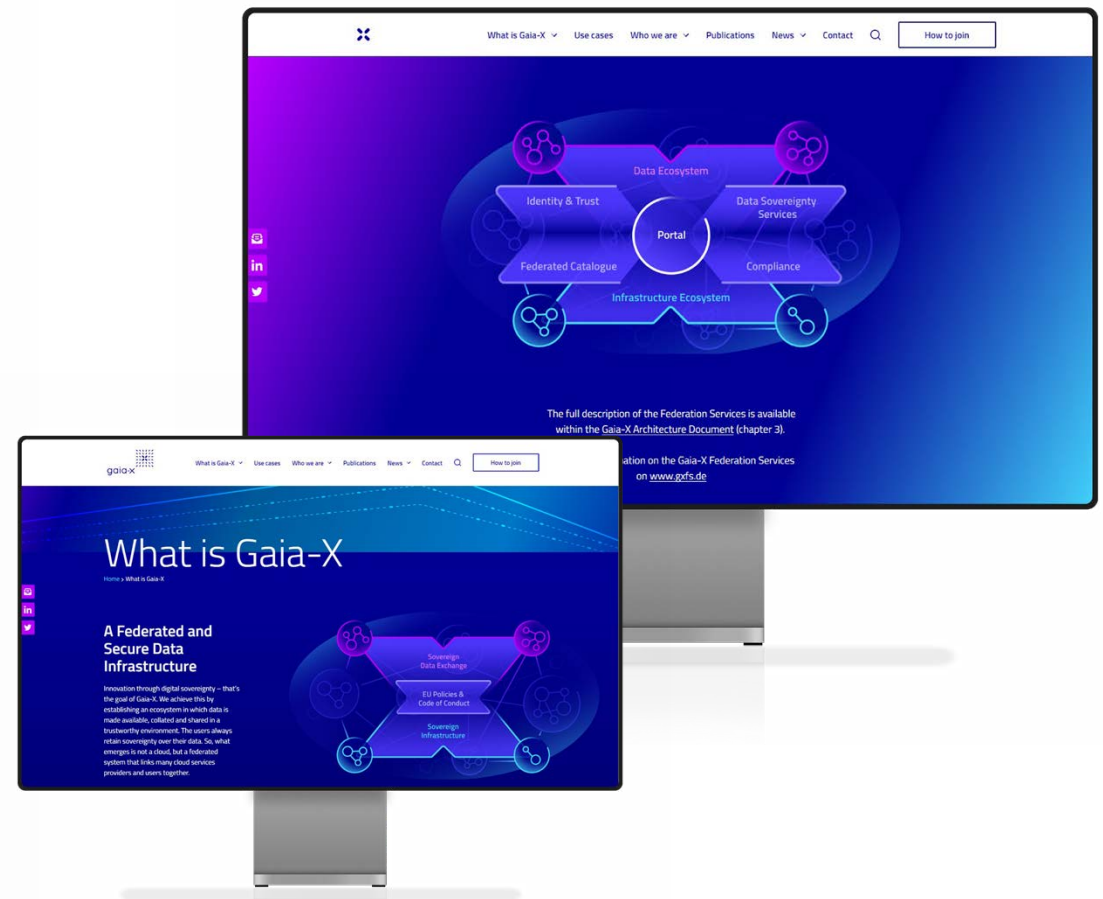 What is Gaia-X Use cases Who we are Publications News Contact How to join
Data Ecosystem
Identity & Trust
Data Sovereignty
Services
Portal
Federated Catalogue
Compliance
Infrastructure Ecosystem
in
The full description of the Federation Services is available
within the Gaia-X Architecture Document (chapter 3).
on the Gaia-X Federation Services
on www.gxfs.de
gaia-x
What is Gaia-X Use cases Who we are Publications News Contact How to join
What is Gaia-X
Home › What is Gaia-X
in
A Federated and
Secure Data
Infrastructure
Innovation through digital sovereignty – that's
the goal of Gaia-X. We achieve this by
establishing an ecosystem in which data is
made available, collated and shared in a
trustworthy environment. The users always
retain sovereignty over their data. So, what
emerges is not a cloud, but a federated
system that links many cloud services
providers and users together.
Sovereign
Data Exchange
EU Policies &
Code of Conduct
Sovereign
Infrastructure